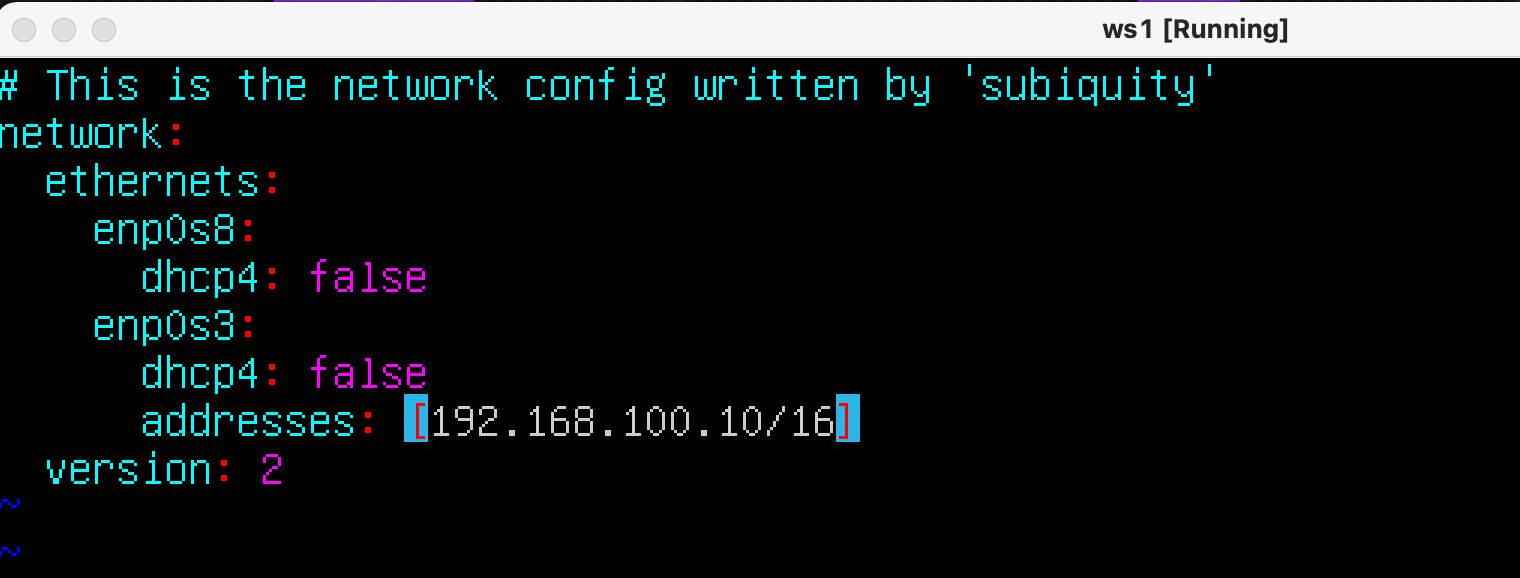 ws1 [Running]
# This is the network config written by 'subiquity'
network:
  ethernets:
    enp0s8:
      dhcp4: false
    enp0s3:
      dhcp4: false
      addresses: [192.168.100.10/16]
  version: 2
~
~